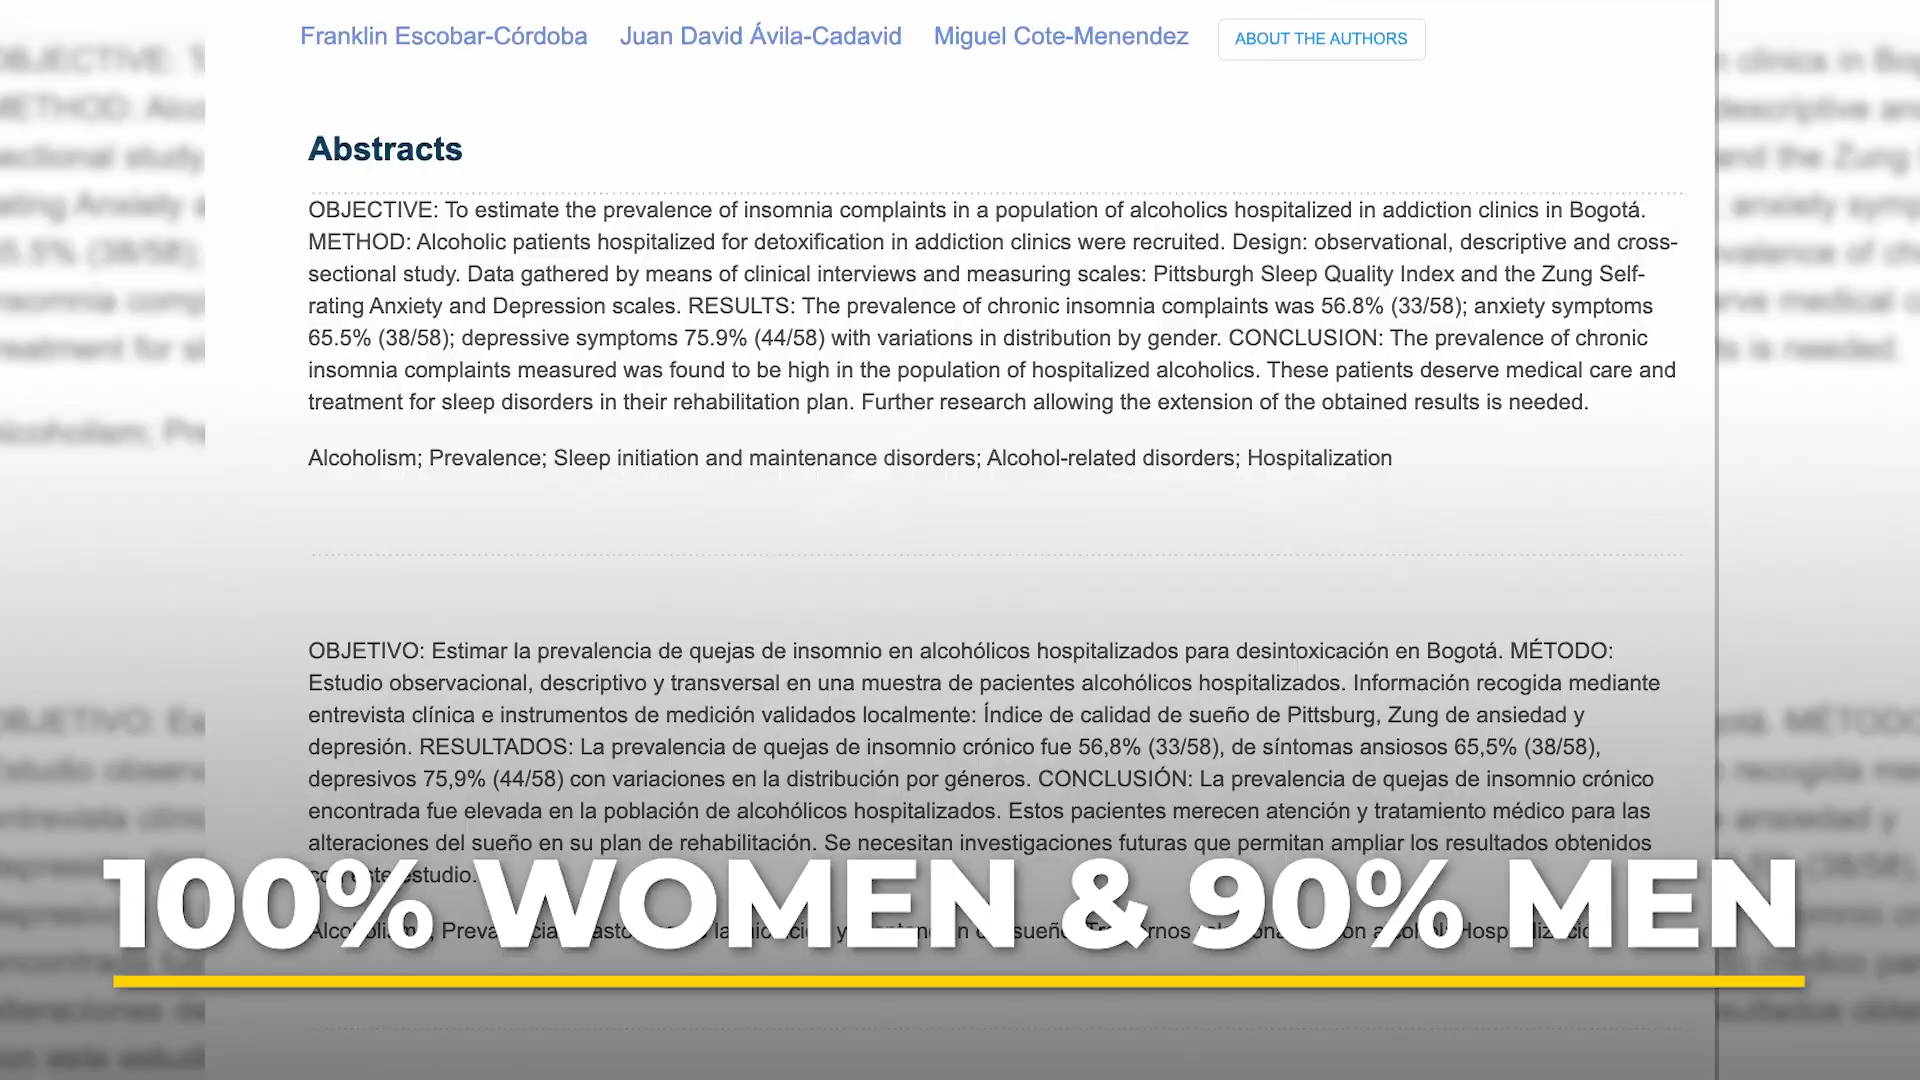 Franklin Escobar-Córdoba Juan David Ávila-Cadavid Miguel Cote-Menendez ABOUT THE AUTHORS
Abstracts
OBJECTIVE: To estimate the prevalence of insomnia complaints in a population of alcoholics hospitalized in addiction clinics in Bogotá.
METHOD: Alcoholic patients hospitalized for detoxification in addiction clinics were recruited. Design: observational, descriptive and cross-
sectional study. Data gathered by means of clinical interviews and measuring scales: Pittsburgh Sleep Quality Index and the Zung Self-
rating Anxiety and Depression scales. RESULTS: The prevalence of chronic insomnia complaints was 56.8% (33/58); anxiety symptoms
65.5% (38/58); depressive symptoms 75.9% (44/58) with variations in distribution by gender. CONCLUSION: The prevalence of chronic
insomnia complaints measured was found to be high in the population of hospitalized alcoholics. These patients deserve medical care and
treatment for sleep disorders in their rehabilitation plan. Further research allowing the extension of the obtained results is needed.
Alcoholism; Prevalence; Sleep initiation and maintenance disorders; Alcohol-related disorders; Hospitalization
OBJETIVO: Estimar la prevalencia de quejas de insomnio en alcohólicos hospitalizados para desintoxicación en Bogotá. MÉTODO:
Estudio observacional, descriptivo y transversal en una muestra de pacientes alcohólicos hospitalizados. Información recogida mediante
entrevista clínica e instrumentos de medición validados localmente: Índice de calidad de sueño de Pittsburg, Zung de ansiedad y
depresión. RESULTADOS: La prevalencia de quejas de insomnio crónico fue 56,8% (33/58), de síntomas ansiosos 65,5% (38/58),
depresivos 75,9% (44/58) con variaciones en la distribución por géneros. CONCLUSIÓN: La prevalencia de quejas de insomnio crónico
encontrada fue elevada en la población de alcohólicos hospitalizados. Estos pacientes merecen atención y tratamiento médico para las
alteraciones del sueño en su plan de rehabilitación. Se necesitan investigaciones futuras que permitan ampliar los resultados obtenidos
estudio.
100% WOMEN & 90% MEN